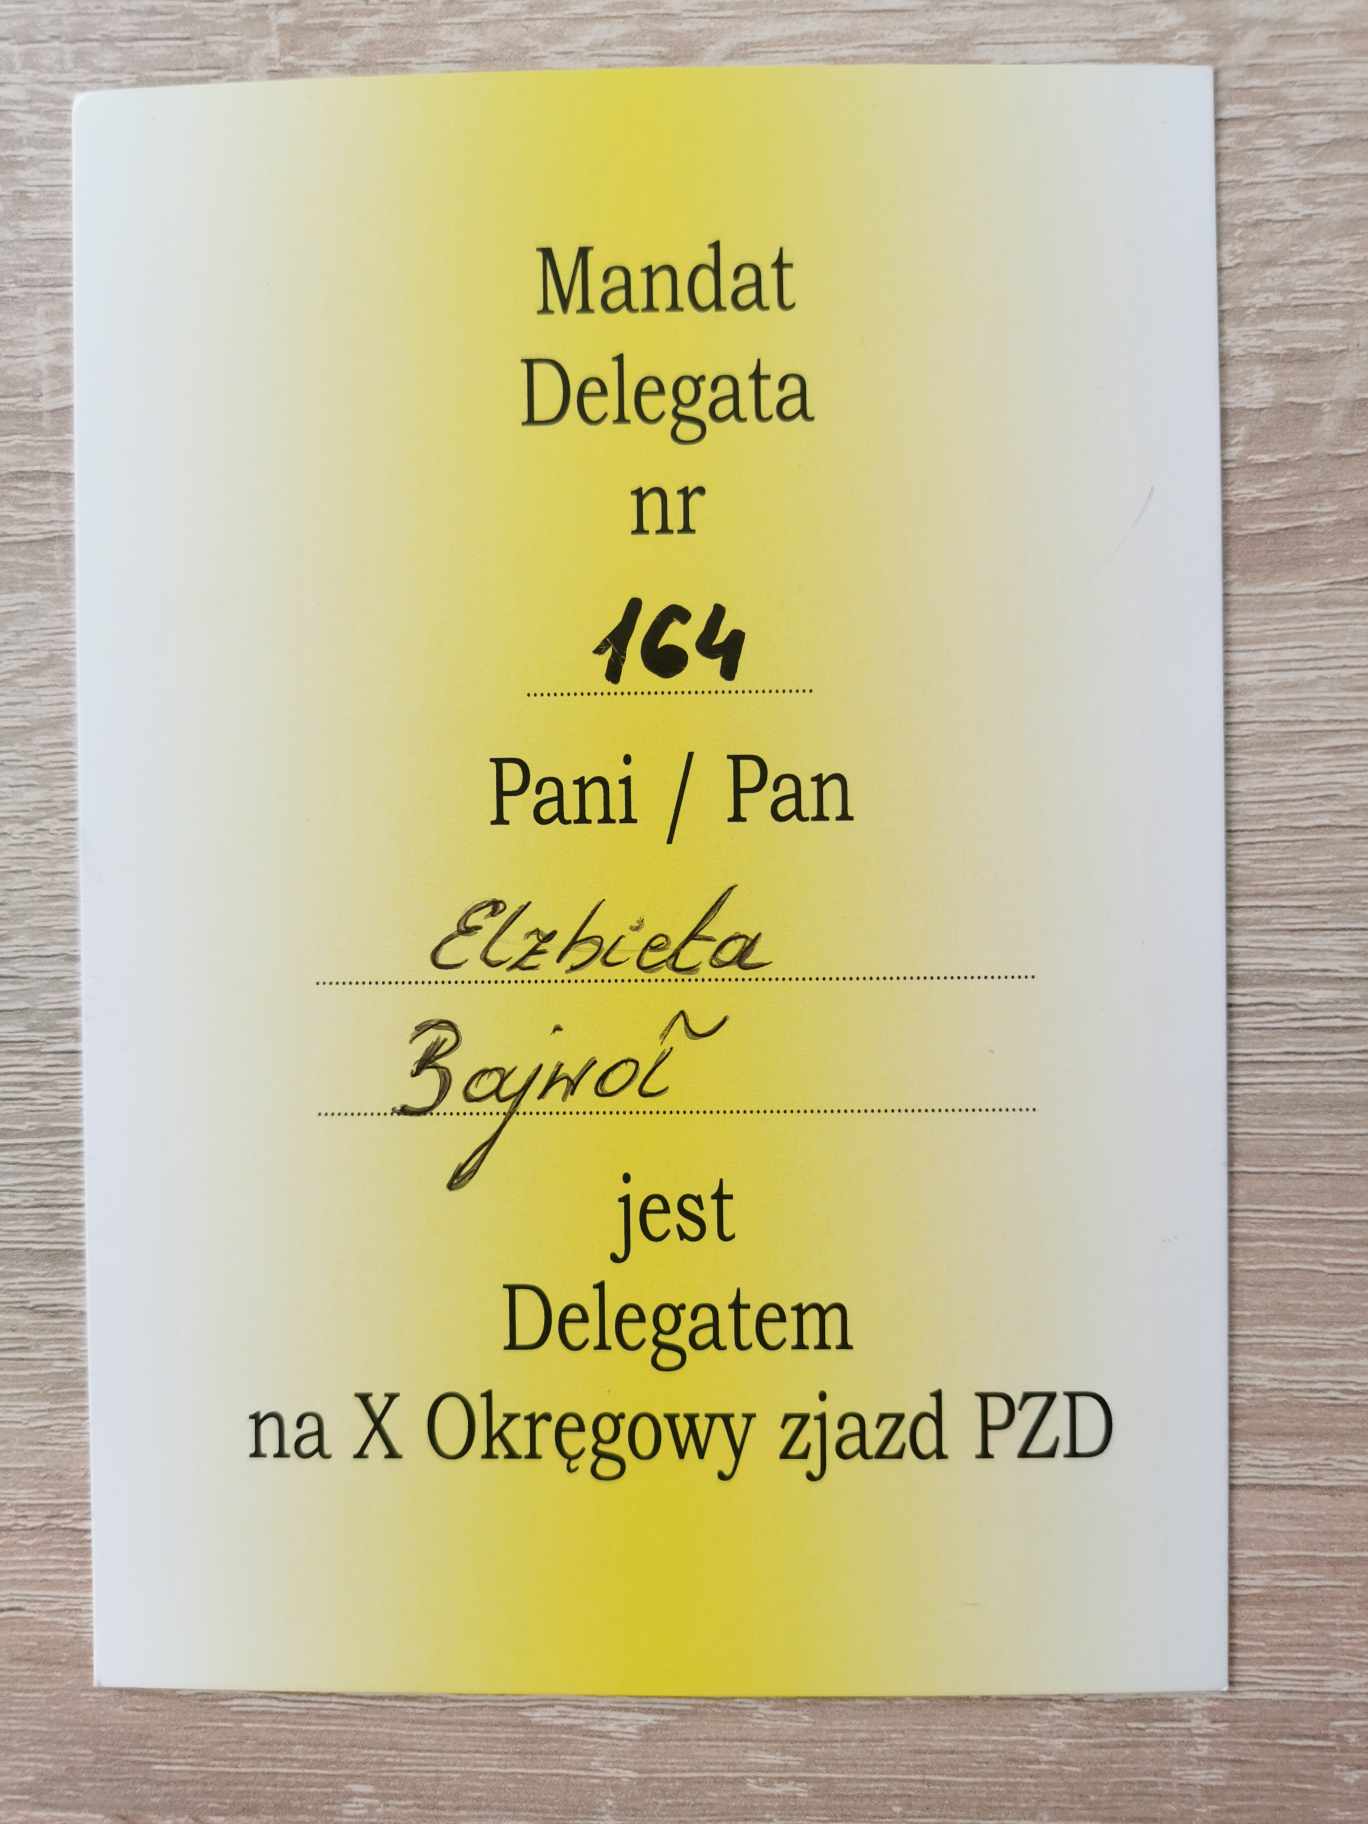 Mandat
Delegata
nr
164
Pani / Pan
Elzbieta
Bajwoł
jest
Delegatem
na X Okręgowy zjazd PZD